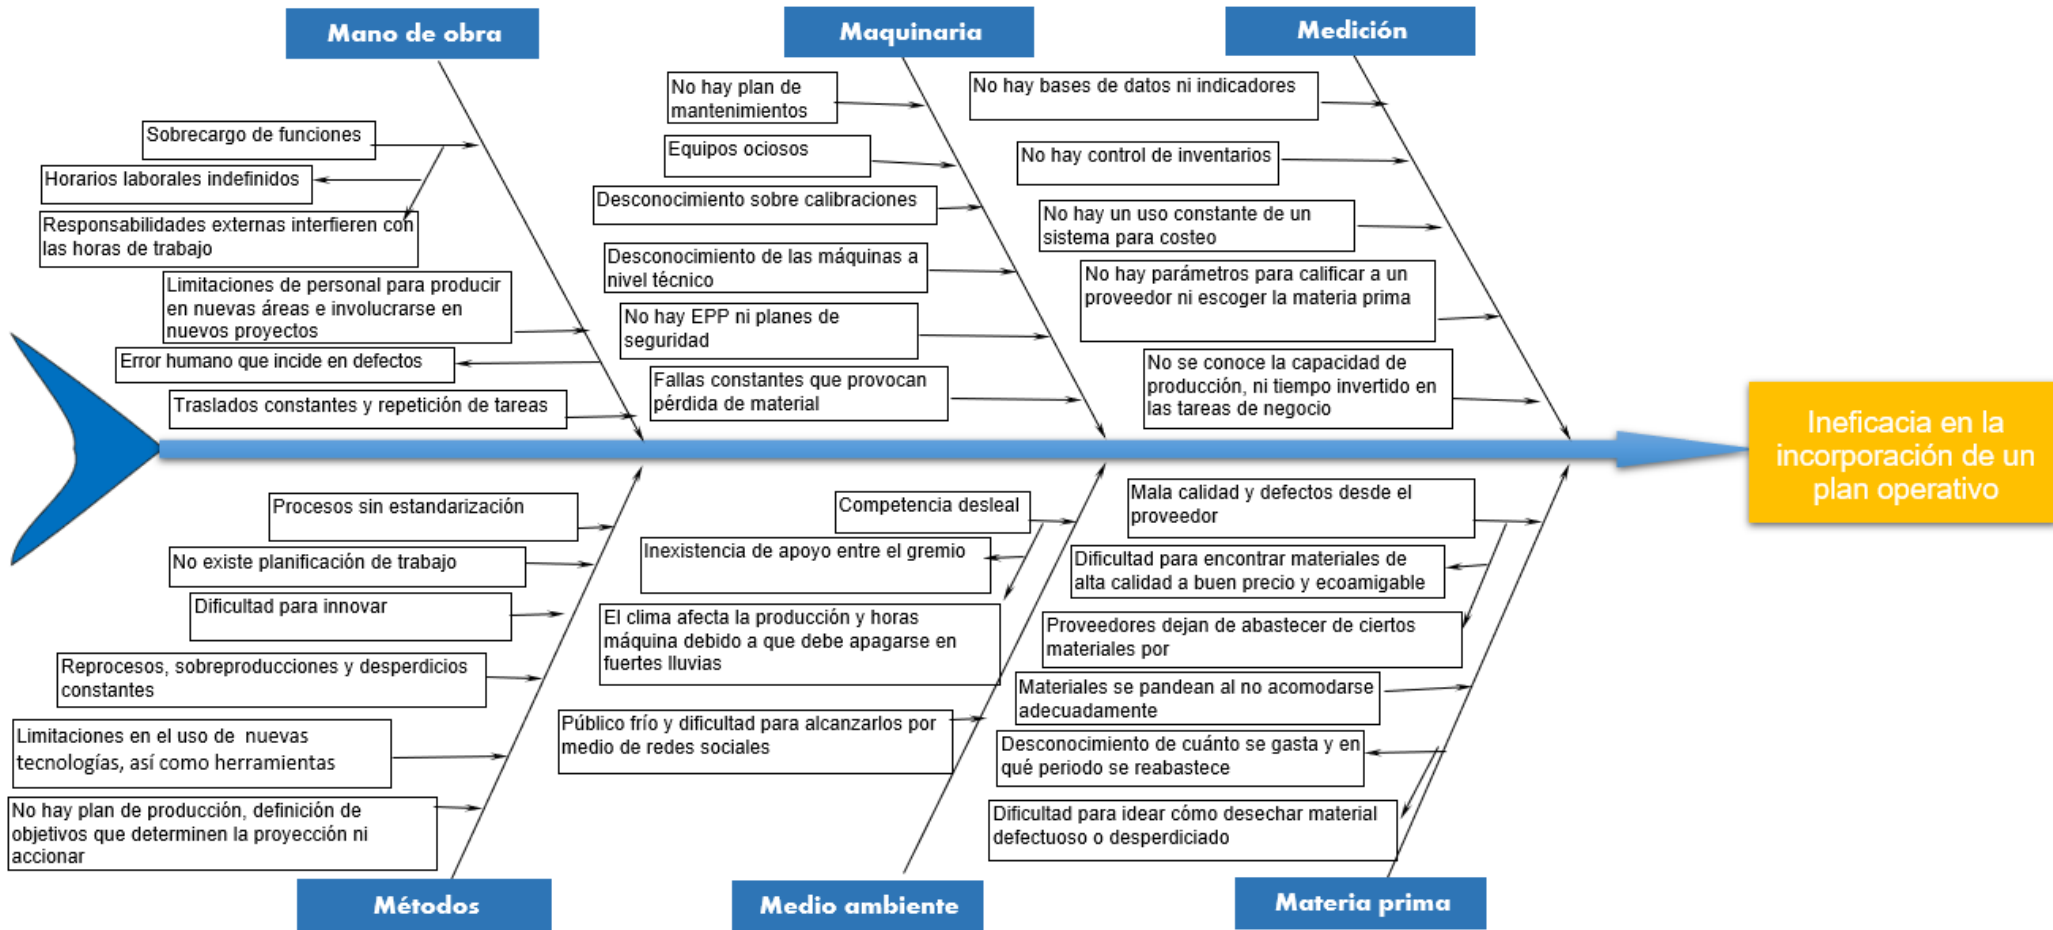 Mano de obra
Maquinaria
Medición
Sobrecargo de funciones
Horarios laborales indefinidos
Responsabilidades externas interfieren con
las horas de trabajo
Limitaciones de personal para producir
en nuevas áreas e involucrarse en
nuevos proyectos
Error humano que incide en defectos
Traslados constantes y repetición de tareas
No hay plan de
mantenimientos
Equipos ociosos
Desconocimiento sobre calibraciones
Desconocimiento de las máquinas a
nivel técnico
No hay EPP ni planes de
seguridad
Fallas constantes que provocan
pérdida de material
No hay bases de datos ni indicadores
No hay control de inventarios
No hay un uso constante de un
sistema para costeo
No hay parámetros para calificar a un
proveedor ni escoger la materia prima
No se conoce la capacidad de
producción, ni tiempo invertido en
las tareas de negocio
Ineficacia en la
incorporación de un
plan operativo
Procesos sin estandarización
No existe planificación de trabajo
Dificultad para innovar
Reprocesos, sobreproducciones y desperdicios
constantes
Limitaciones en el uso de nuevas
tecnologías, así como herramientas
No hay plan de producción, definición de
objetivos que determinen la proyección ni
accionar
Competencia desleal
Inexistencia de apoyo entre el gremio
El clima afecta la producción y horas
máquina debido a que debe apagarse en
fuertes lluvias
Público frío y dificultad para alcanzarlos por
medio de redes sociales
Mala calidad y defectos desde el
proveedor
Dificultad para encontrar materiales de
alta calidad a buen precio y ecoamigable
Proveedores dejan de abastecer de ciertos
materiales por
Materiales se pandean al no acomodarse
adecuadamente
Desconocimiento de cuánto se gasta y en
qué periodo se reabastece
Dificultad para idear cómo desechar material
defectuoso o desperdiciado
Métodos
Medio ambiente
Materia prima